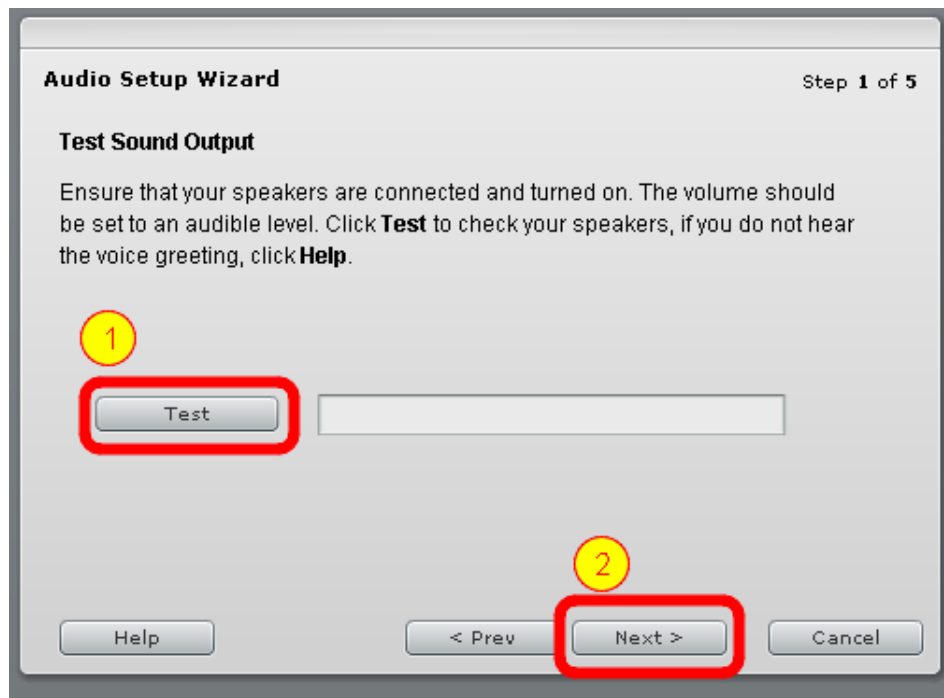 Audio Setup Wizard
Step 1 of 5
Test Sound Output
Ensure that your speakers are connected and turned on. The volume should
be set to an audible level. Click Test to check your speakers, if you do not hear
the voice greeting, click Help.
1
Test
2
Help
< Prev
Next >
Cancel